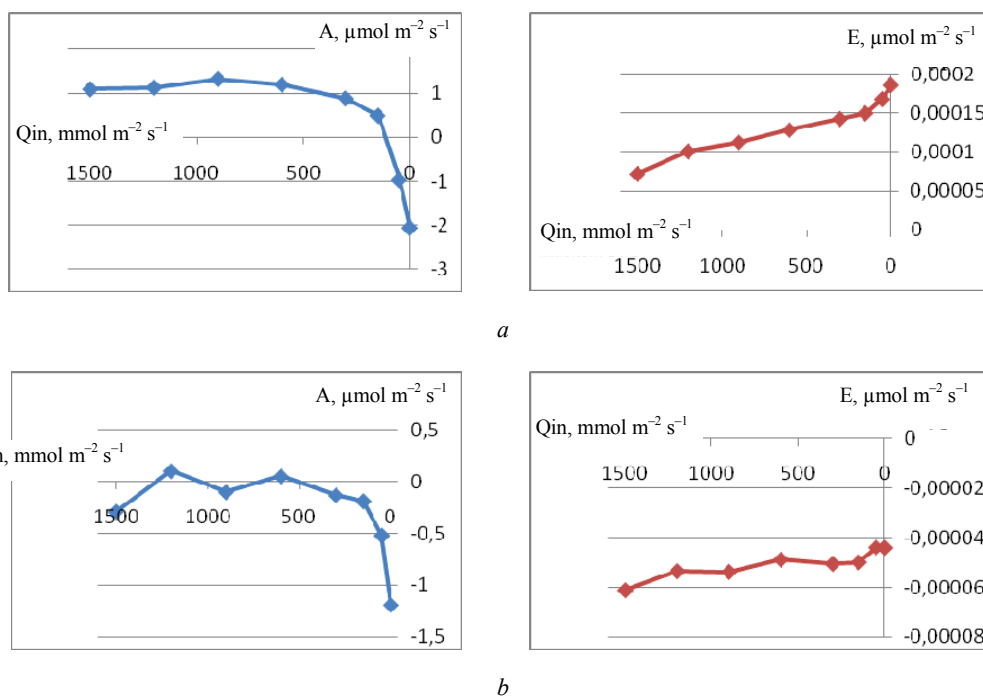 A, µmol m⁻² s⁻¹
1
0
-1
-2
-3
Qin, mmol m⁻² s⁻¹
1500 1000 500 0
E, µmol m⁻² s⁻¹
0,0002
0,00015
0,0001
0,00005
0
Qin, mmol m⁻² s⁻¹
1500 1000 500 0
a
A, µmol m⁻² s⁻¹
0,5
0
-0,5
-1
-1,5
n, mmol m⁻² s⁻¹
1500 1000 500 0
E, µmol m⁻² s⁻¹
Qin, mmol m⁻² s⁻¹
0
1500 1000 500 0
-0,00002
-0,00004
-0,00006
-0,00008
b